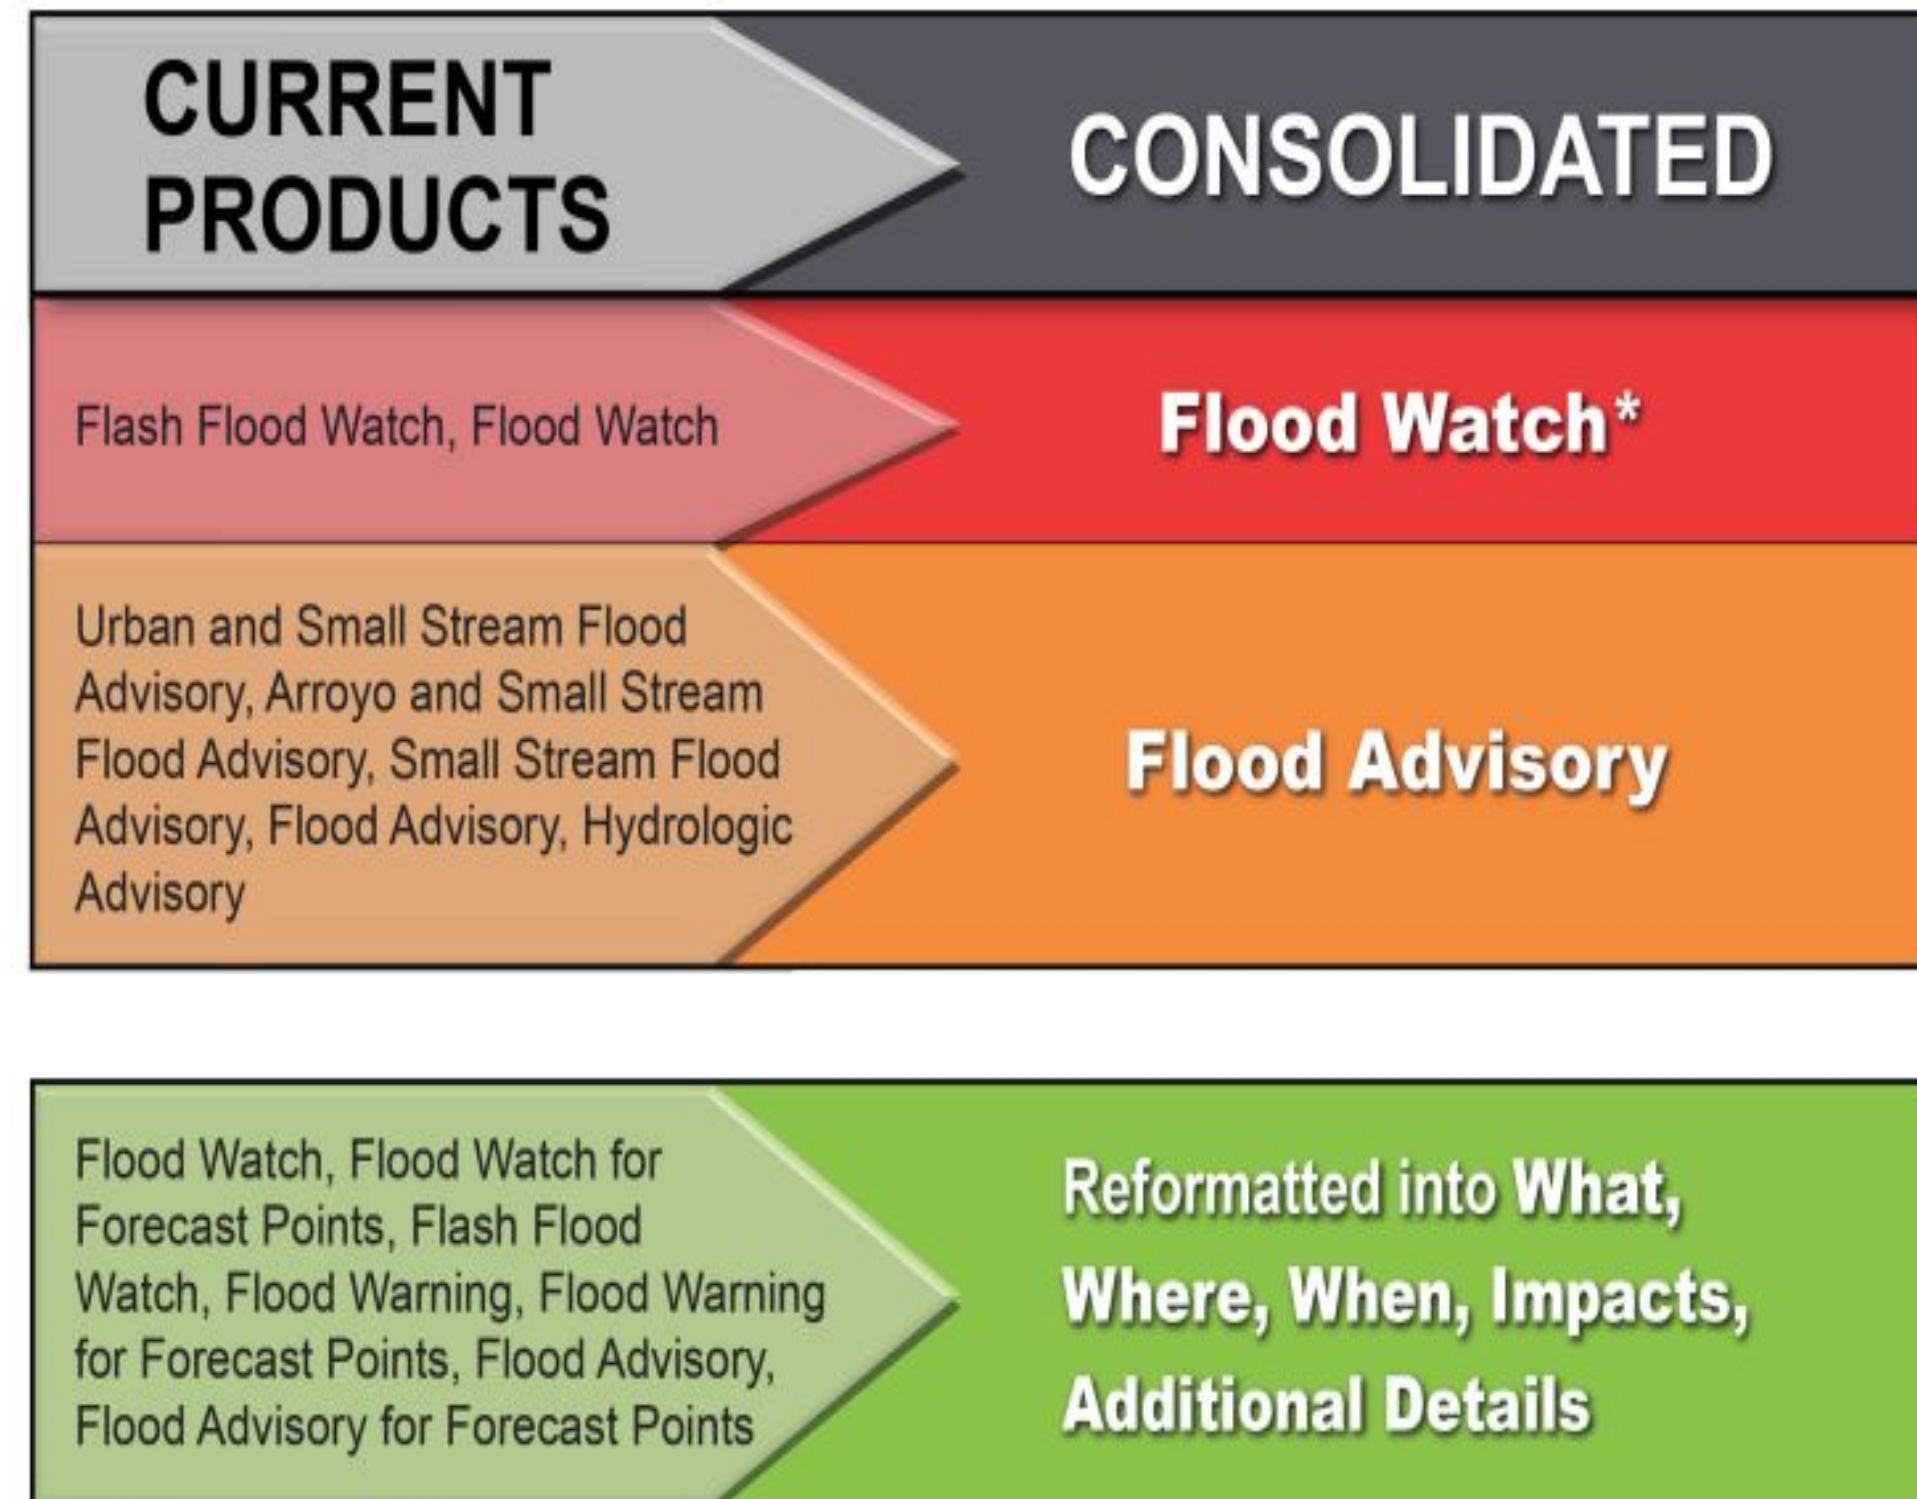 CURRENT
PRODUCTS
CONSOLIDATED
Flash Flood Watch, Flood Watch
Flood Watch*
Urban and Small Stream Flood
Advisory, Arroyo and Small Stream
Flood Advisory, Small Stream Flood
Advisory, Flood Advisory, Hydrologic
Advisory
Flood Advisory
Flood Watch, Flood Watch for
Forecast Points, Flash Flood
Watch, Flood Warning, Flood Warning
for Forecast Points, Flood Advisory,
Flood Advisory for Forecast Points
Reformatted into What,
Where, When, Impacts,
Additional Details